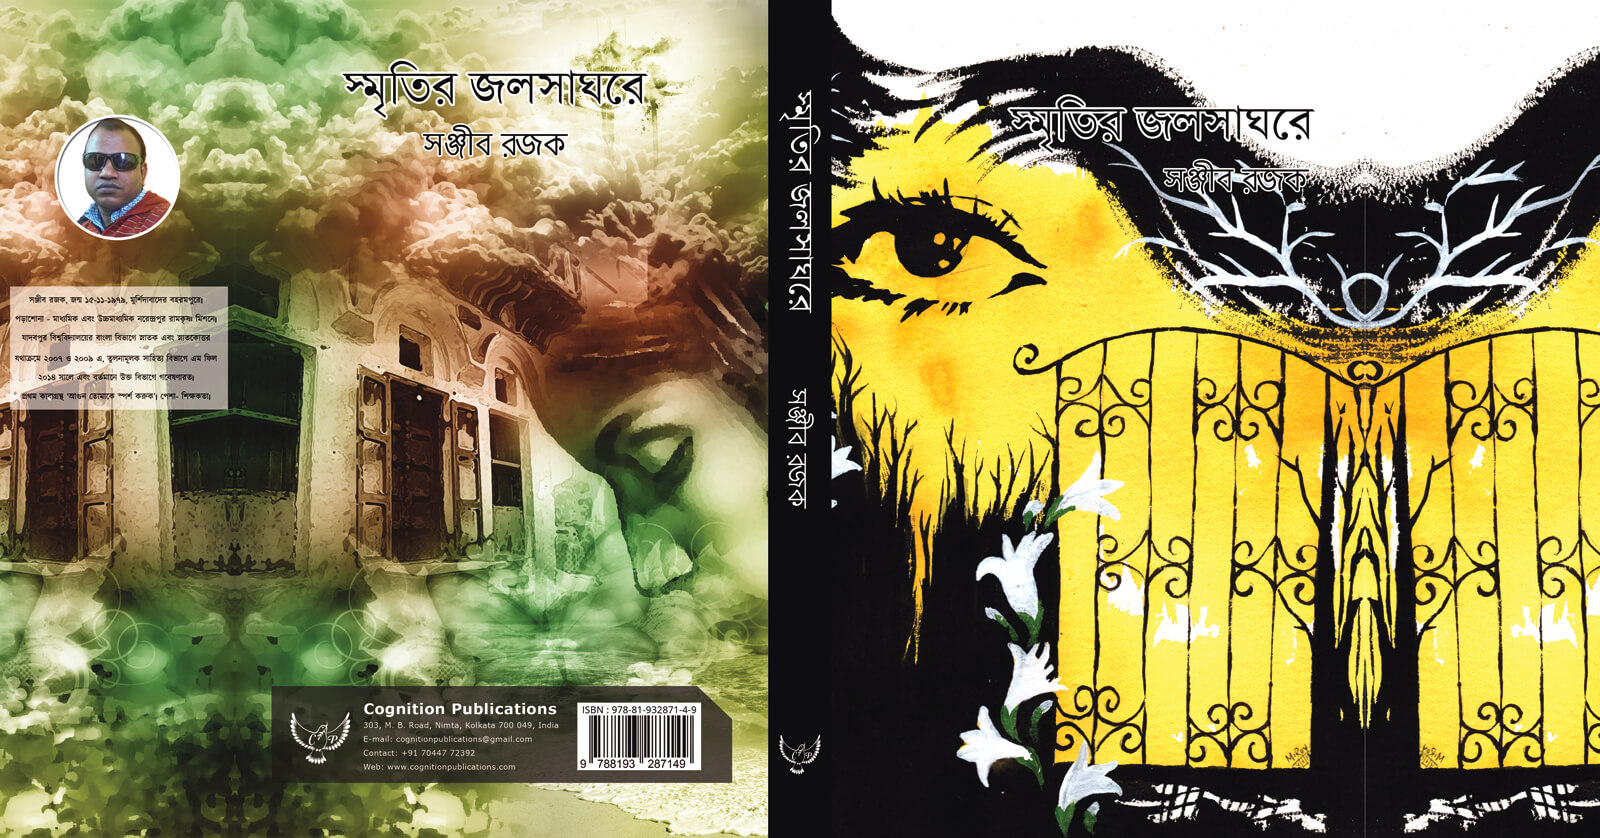 স্মৃতির জলসাঘরে
সঞ্জীব রজক
সঞ্জীব রজক, জন্ম ১৫-১১-১৯৭৯, মুর্শিদাবাদের বহরমপুরে।
পড়াশোনা - মাধ্যমিক এবং উচ্চমাধ্যমিক নরেন্দ্রপুর রামকৃষ্ণ মিশনে।
যাদবপুর বিশ্ববিদ্যালয়ের বাংলা বিভাগে স্নাতক এবং স্নাতকোত্তর
যথাক্রমে ২০০৭ ও ২০০৯ এ, তুলনামূলক সাহিত্য বিভাগে এম ফিল
২০১৪ সালে এবং বর্তমানে উক্ত বিভাগে গবেষণারত।
প্রথম কাব্যগ্রন্থ 'আগুন তোমাকে স্পর্শ করুক'। পেশা- শিক্ষকতা।
Cognition Publications
303, M. B. Road, Nimta, Kolkata 700 049, India
E-mail: cognitionpublications@gmail.com
Contact: +91 70447 72392
Web: www.cognitionpublications.com
ISBN : 978-81-932871-4-9
9 788193 287149
স্মৃতির জলসাঘরে
সঞ্জীব রজক
স্মৃতির জলসাঘরে
সঞ্জীব রজক